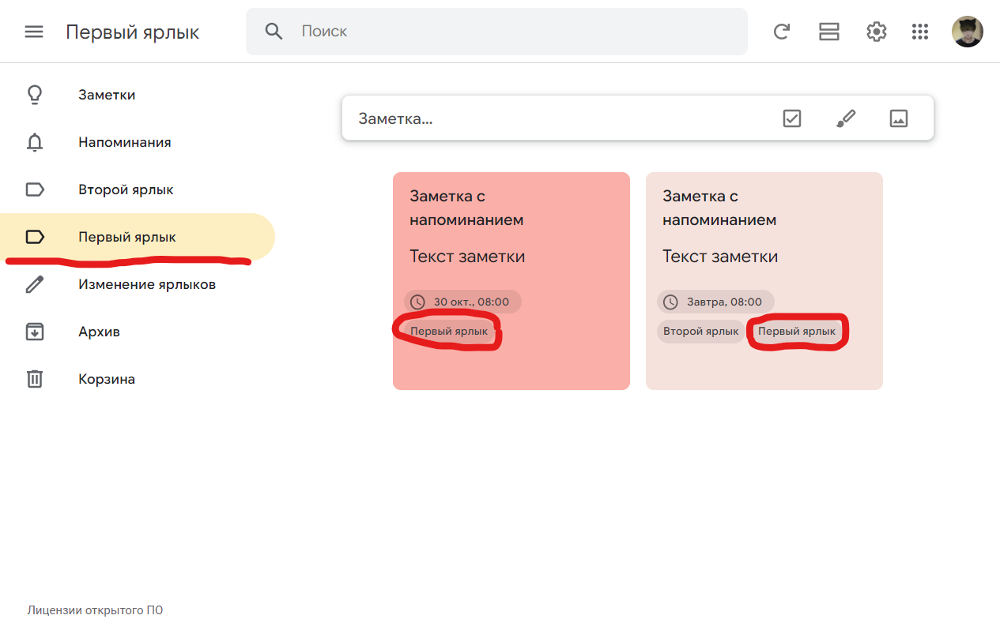 Первый ярлык
Поиск
Заметки
Напоминания
Второй ярлык
Первый ярлык
Изменение ярлыков
Архив
Корзина
Заметка...
Заметка с
напоминанием
Текст заметки
30 окт., 08:00
Первый ярлык
Заметка с
напоминанием
Текст заметки
Завтра, 08:00
Второй ярлык Первый ярлык
Лицензии открытого ПО